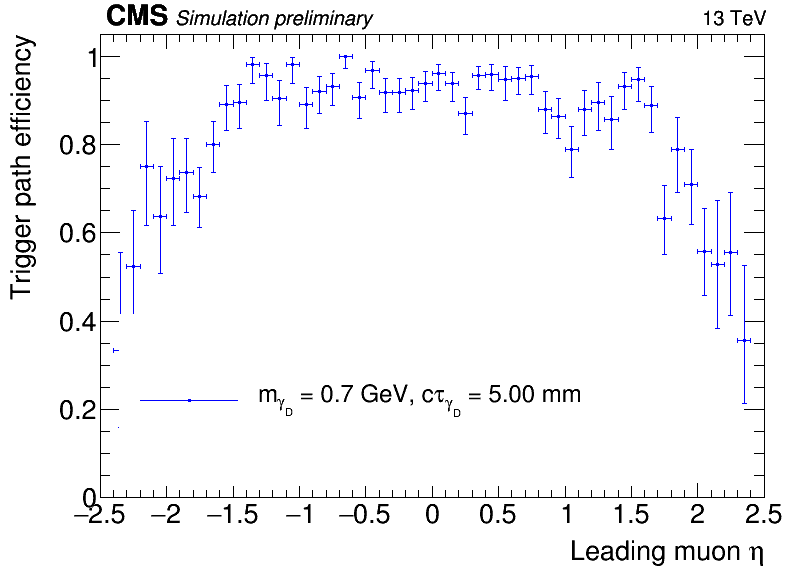 CMS Simulation preliminary 13 TeV
Trigger path efficiency
1
0.8
0.6
0.4
0.2
0
m_γ_D = 0.7 GeV, cτ_γ_D = 5.00 mm
−2.5 −2 −1.5 −1 −0.5 0 0.5 1 1.5 2 2.5
Leading muon η